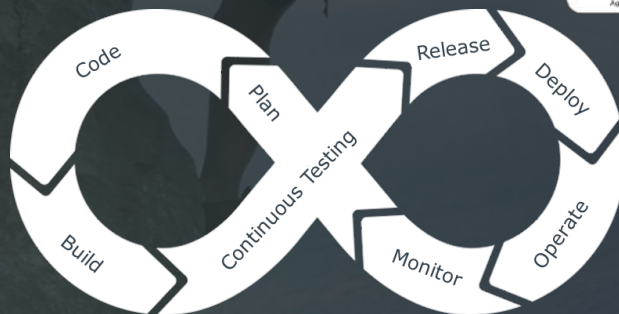 Code
Plan
Build
Continuous Testing
Release
Deploy
Operate
Monitor